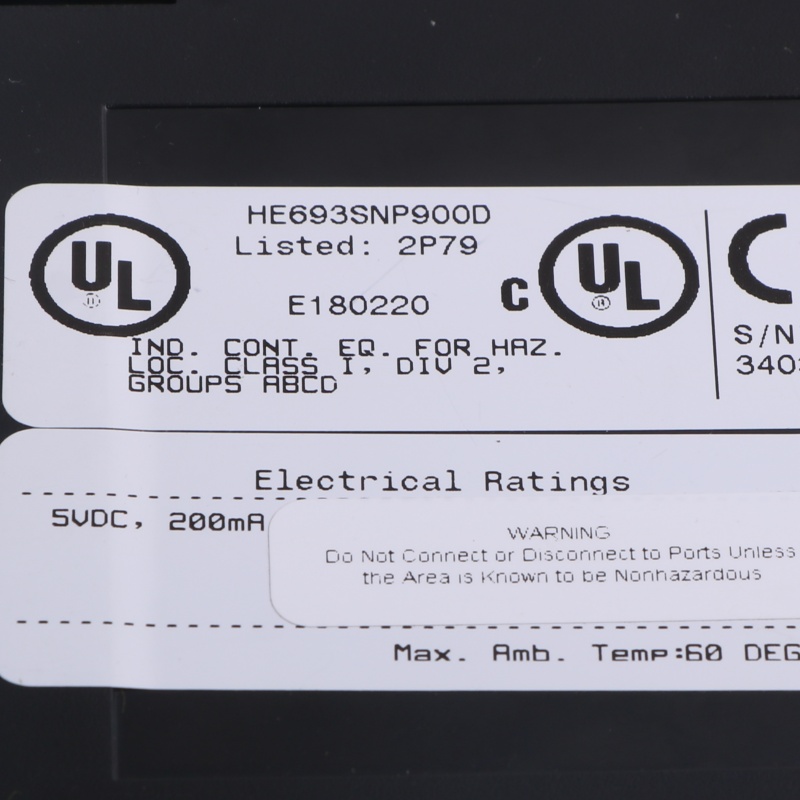 HE693SNP900D
Listed: 2P79
UL
E180220
C UL
IND. CONT. EQ. FOR HAZ.
LOC. CLASS I, DIV 2,
GROUPS ABCD
CE
S/N
340
Electrical Ratings
5VDC, 200mA
WARNING
Do Not Connect or Disconnect to Ports Unless
the Area is Known to be Nonhazardous
Max. Amb. Temp:60 DEG